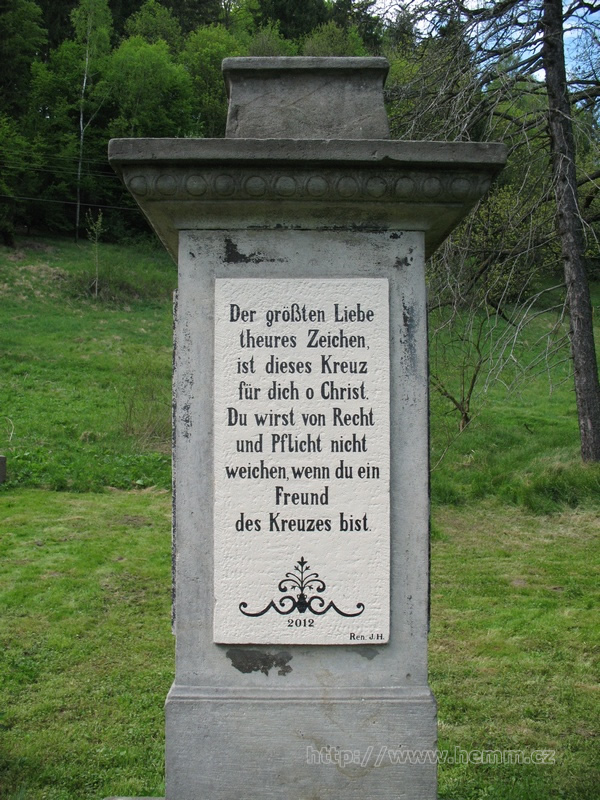 Der größten Liebe
theures Zeichen,
ist dieses Kreuz
für dich o Christ.
Du wirst von Recht
und Pflicht nicht
weichen, wenn du ein
Freund
des Kreuzes bist.
2012
Ren. J.H.
http://www.hemm.cz